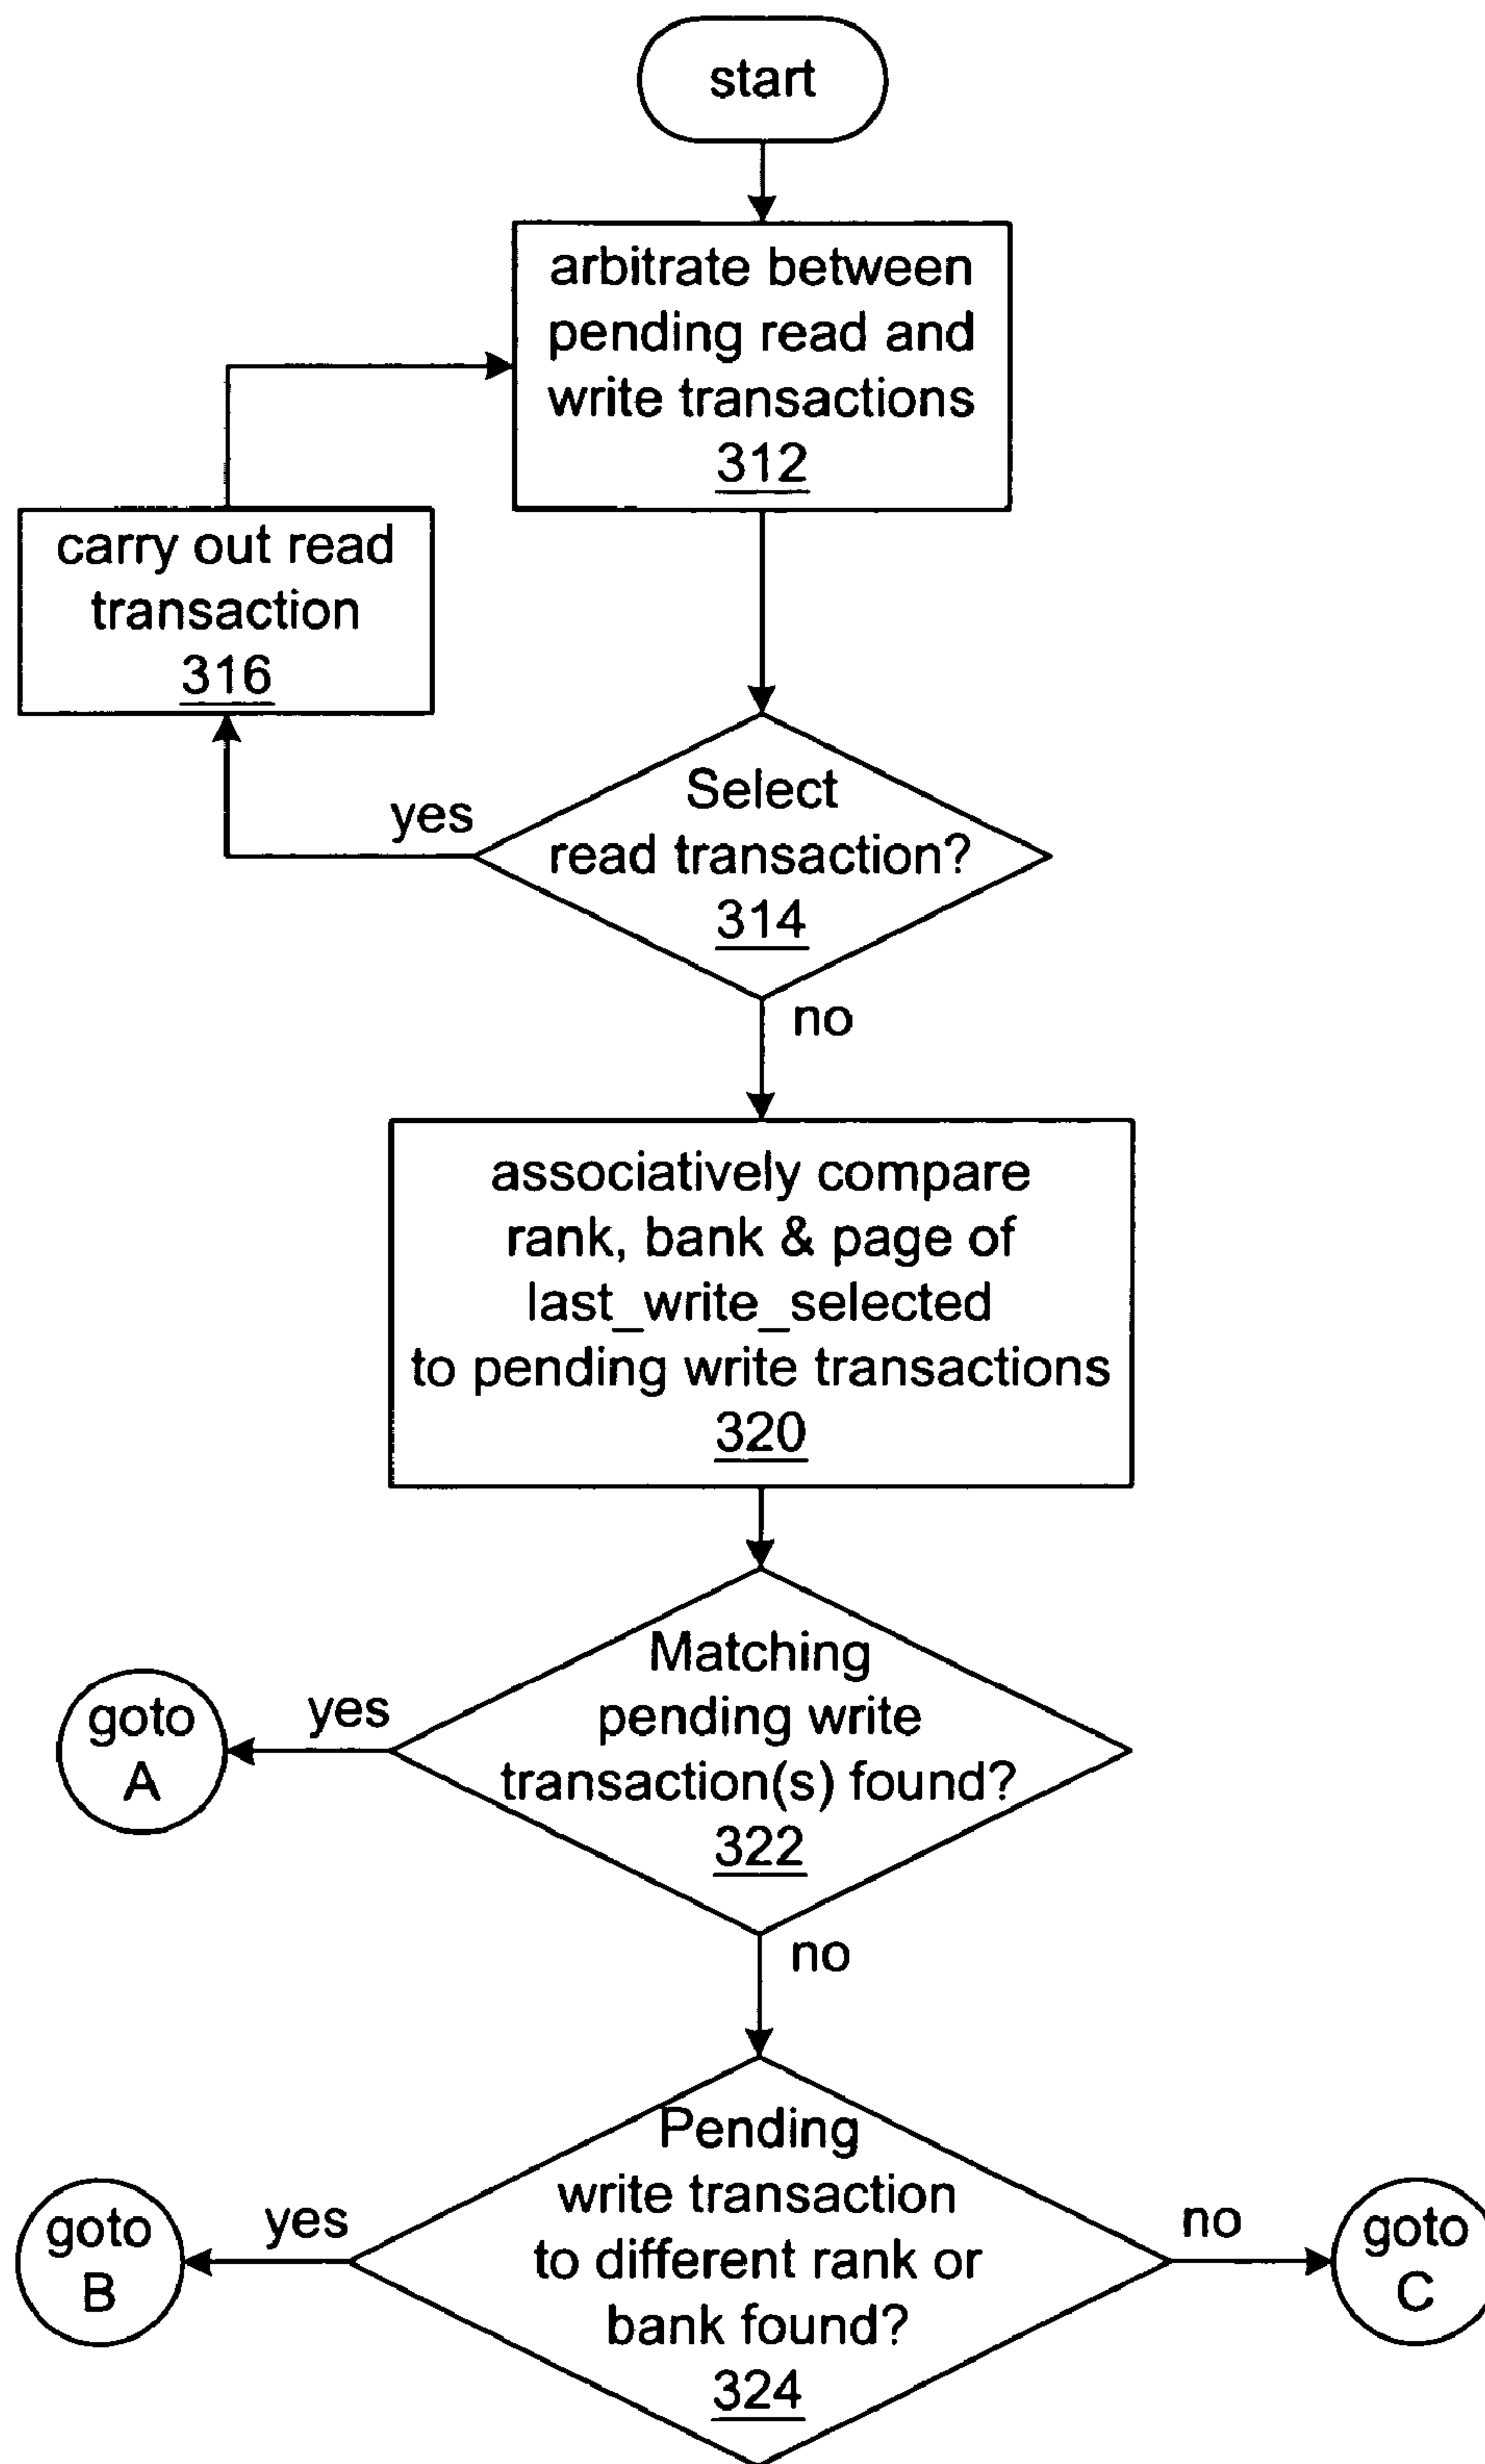 start
arbitrate between
pending read and
write transactions
312
carry out read
transaction
316
Select
read transaction?
314
yes
no
associatively compare
rank, bank & page of
last_write_selected
to pending write transactions
320
Matching
pending write
transaction(s) found?
322
yes
goto
A
no
Pending
write transaction
to different rank or
bank found?
324
yes
goto
B
no
goto
C